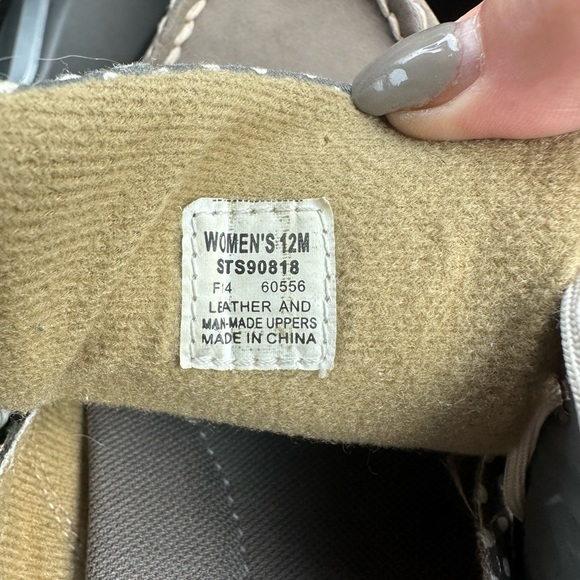 WOMEN'S 12M
STS90818
F14 60556
LEATHER AND
MAN-MADE UPPERS
MADE IN CHINA